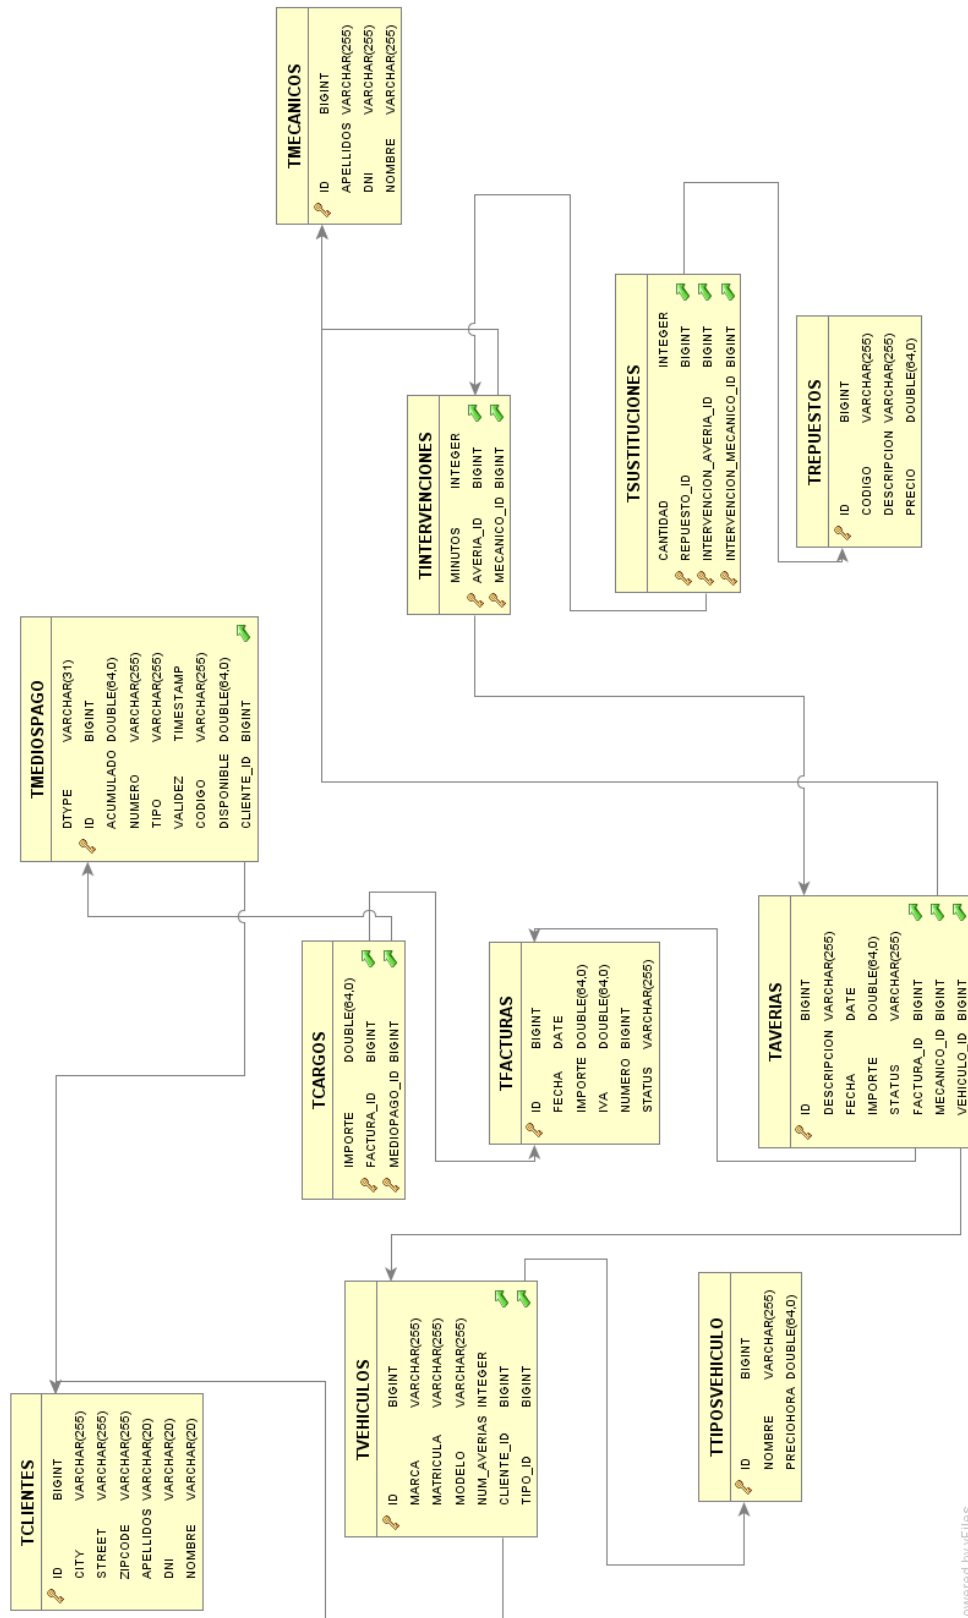 TCLIENTES
ID BIGINT
CITY VARCHAR(255)
STREET VARCHAR(255)
ZIPCODE VARCHAR(255)
APELLIDOS VARCHAR(20)
DNI VARCHAR(20)
NOMBRE VARCHAR(20)
TMEDIOSPAGO
DTYPE VARCHAR(31)
ID BIGINT
ACUMULADO DOUBLE(64,0)
NUMERO VARCHAR(255)
TIPO VARCHAR(255)
VALIDEZ TIMESTAMP
CODIGO VARCHAR(255)
DISPONIBLE DOUBLE(64,0)
CLIENTE_ID BIGINT
TMECANICOS
ID BIGINT
APELLIDOS VARCHAR(255)
DNI VARCHAR(255)
NOMBRE VARCHAR(255)
TCARGOS
IMPORTE DOUBLE(64,0)
FACTURA_ID BIGINT
MEDIOPAGO_ID BIGINT
TVEHICULOS
ID BIGINT
MARCA VARCHAR(255)
MATRICULA VARCHAR(255)
MODELO VARCHAR(255)
NUM_AVERIAS INTEGER
CLIENTE_ID BIGINT
TIPO_ID BIGINT
TINTERVENCIONES
MINUTOS INTEGER
AVERIA_ID BIGINT
MECANICO_ID BIGINT
TFACTURAS
ID BIGINT
FECHA DATE
IMPORTE DOUBLE(64,0)
IVA DOUBLE(64,0)
NUMERO BIGINT
STATUS VARCHAR(255)
TSUSTITUCIONES
CANTIDAD INTEGER
REPUESTO_ID BIGINT
INTERVENCION_AVERIA_ID BIGINT
INTERVENCION_MECANICO_ID BIGINT
TTIPOSVEHICULO
ID BIGINT
NOMBRE VARCHAR(255)
PRECIOHORA DOUBLE(64,0)
TAVERIAS
ID BIGINT
DESCRIPCION VARCHAR(255)
FECHA DATE
IMPORTE DOUBLE(64,0)
STATUS VARCHAR(255)
FACTURA_ID BIGINT
MECANICO_ID BIGINT
VEHICULO_ID BIGINT
TREPUESTOS
ID BIGINT
CODIGO VARCHAR(255)
DESCRIPCION VARCHAR(255)
PRECIO DOUBLE(64,0)
by yFiles